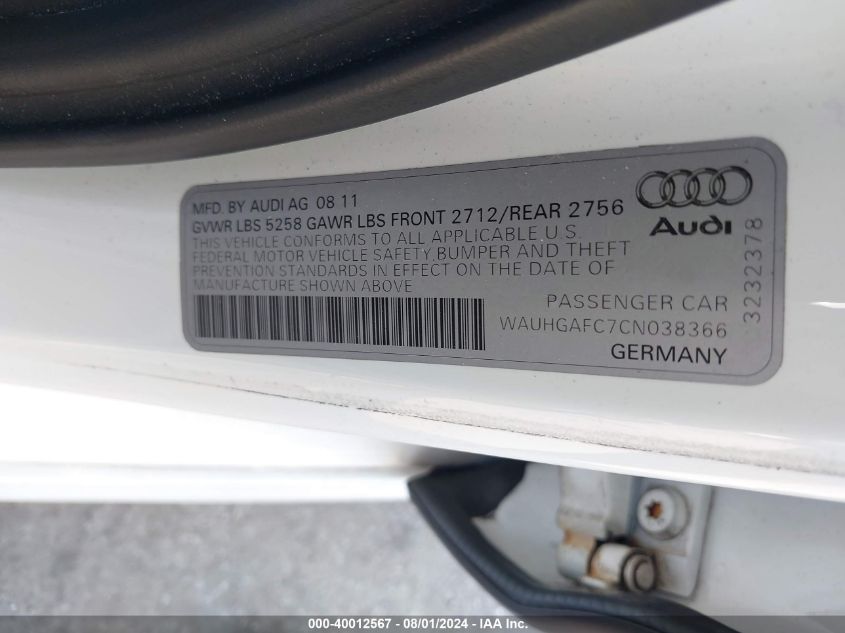 MFD. BY AUDI AG 08 11
GVWR LBS 5258 GAWR LBS FRONT 2712/REAR 2756
THIS VEHICLE CONFORMS TO ALL APPLICABLE U.S.
FEDERAL MOTOR VEHICLE SAFETY,BUMPER AND THEFT
PREVENTION STANDARDS IN EFFECT ON THE DATE OF
MANUFACTURE SHOWN ABOVE
PASSENGER CAR
WAUHGAFC7CN038366
GERMANY
Audi
3232378
000-40012567 - 08/01/2024 - IAA Inc.